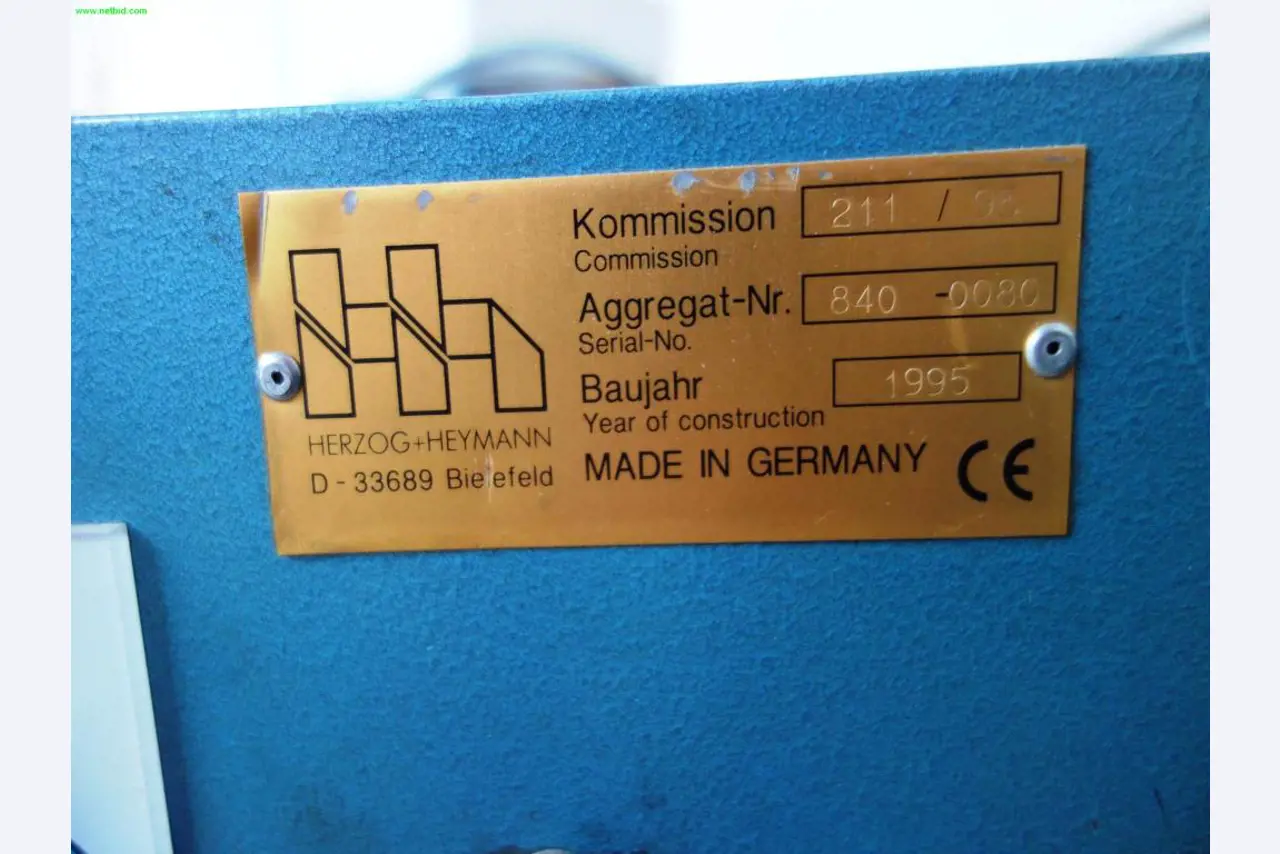 www.netbid.com
Kommission 211 /
Commission
Aggregat-Nr. 840 -0080
Serial-No.
Baujahr 1995
Year of construction
MADE IN GERMANY CE
HERZOG+HEYMANN
D - 33689 Bielefeld